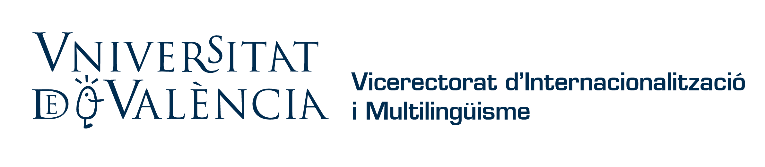 VNIVERSITAT
DE VALÈNCIA
Vicerectorat d'Internacionalització
i Multilingüisme